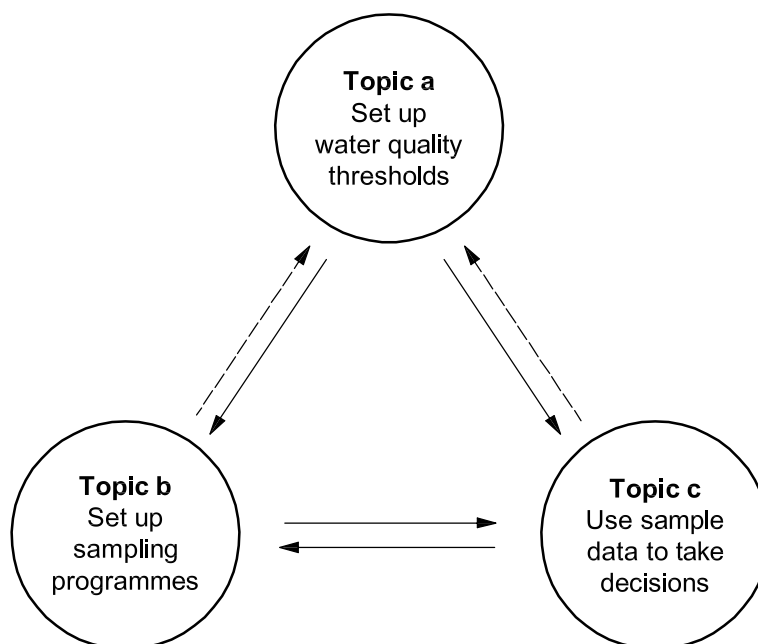 Topic a
Set up
water quality
thresholds
Topic b
Set up
sampling
programmes
Topic c
Use sample
data to take
decisions